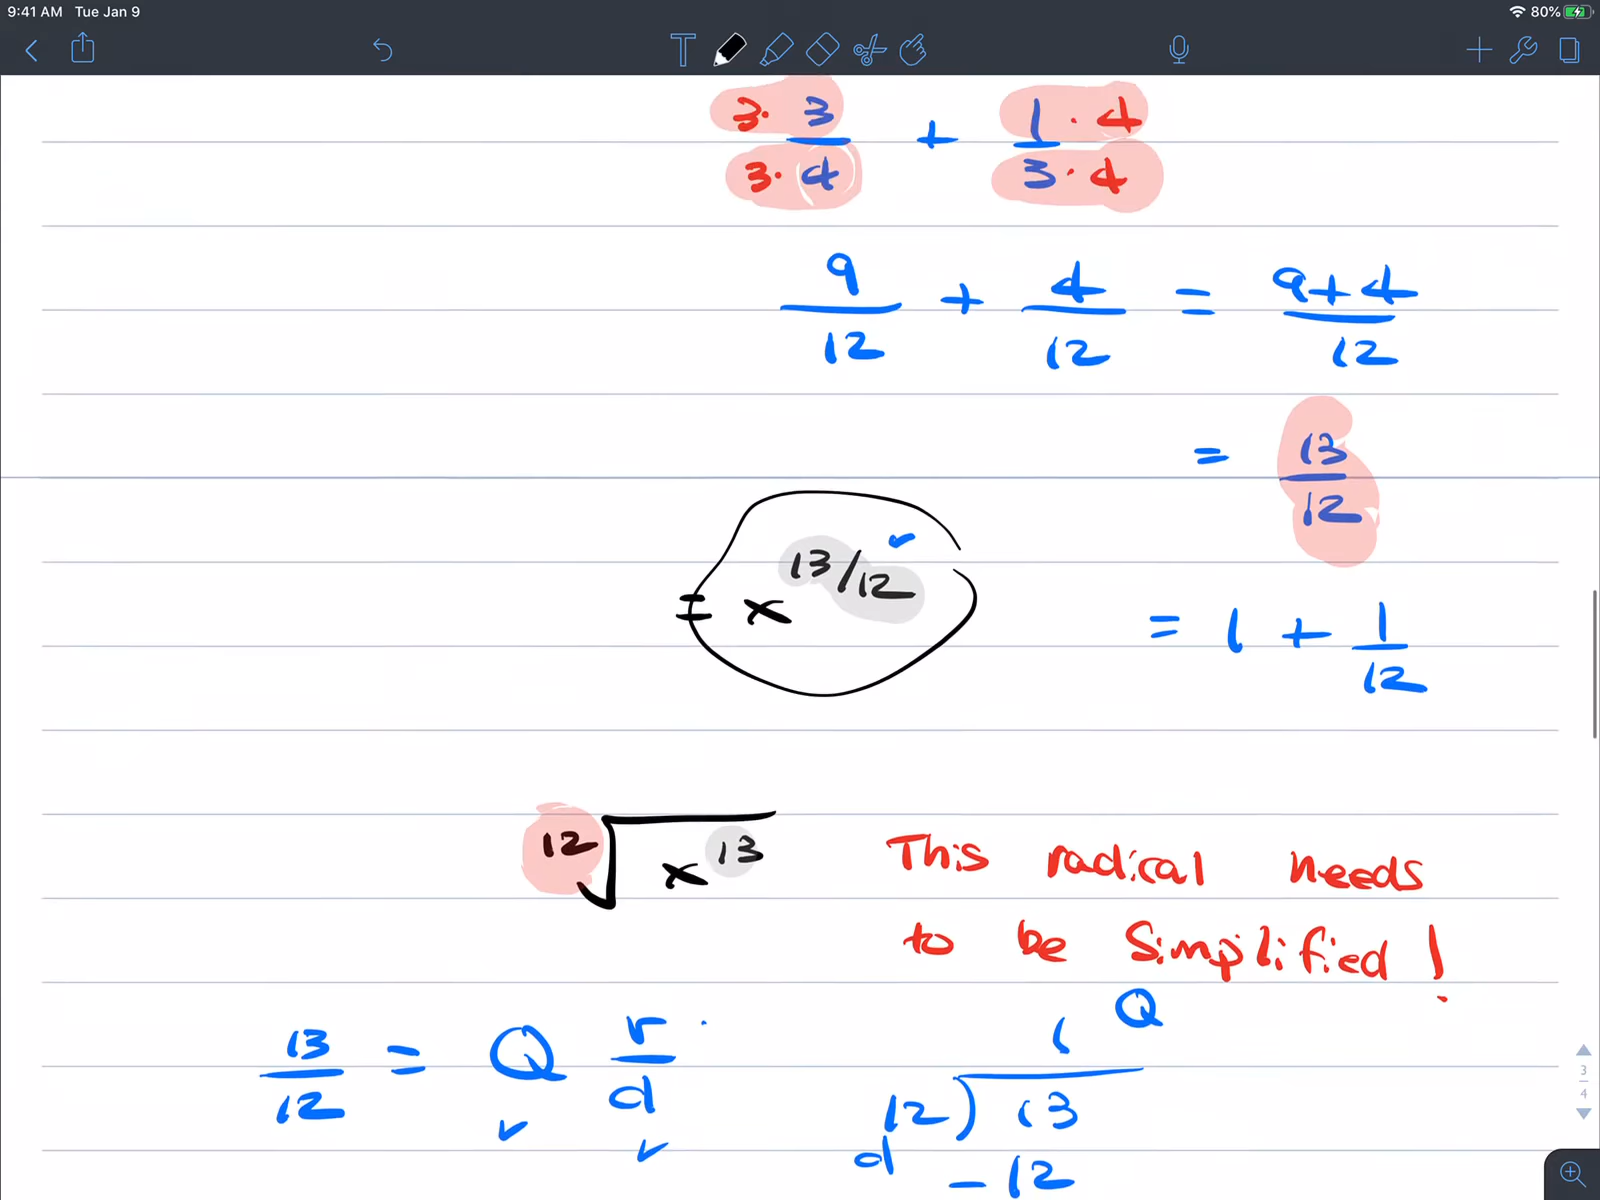 9:41 AM Tue Jan 9
80%
3· 3/3· 4 + 1 · 4/3 · 4
9/12 + 4/12 = 9+4/12
= 13/12
= x^13/12
= 1 + 1/12
12√x^13
This radical needs
to be Simplified!
13/12 = Q r/d
1 Q
12)13
d
-12
3
4